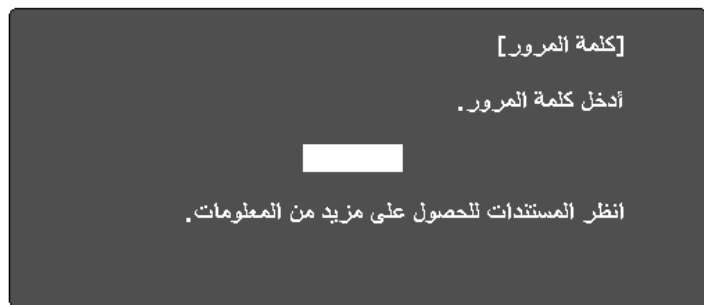 [كلمة المرور]
أدخل كلمة المرور.
انظر المستندات للحصول على مزيد من المعلومات.